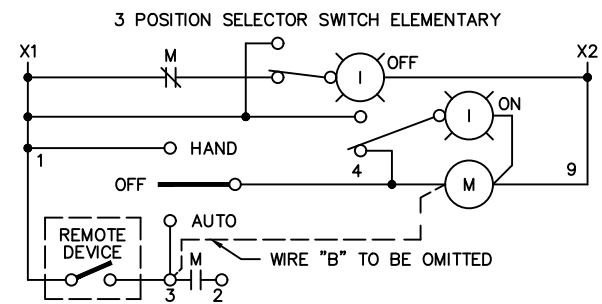 3 POSITION SELECTOR SWITCH ELEMENTARY
X1
M
I
OFF
X2
I
ON
HAND
1
4
9
OFF
M
AUTO
REMOTE
DEVICE
M
WIRE "B" TO BE OMITTED
3
2